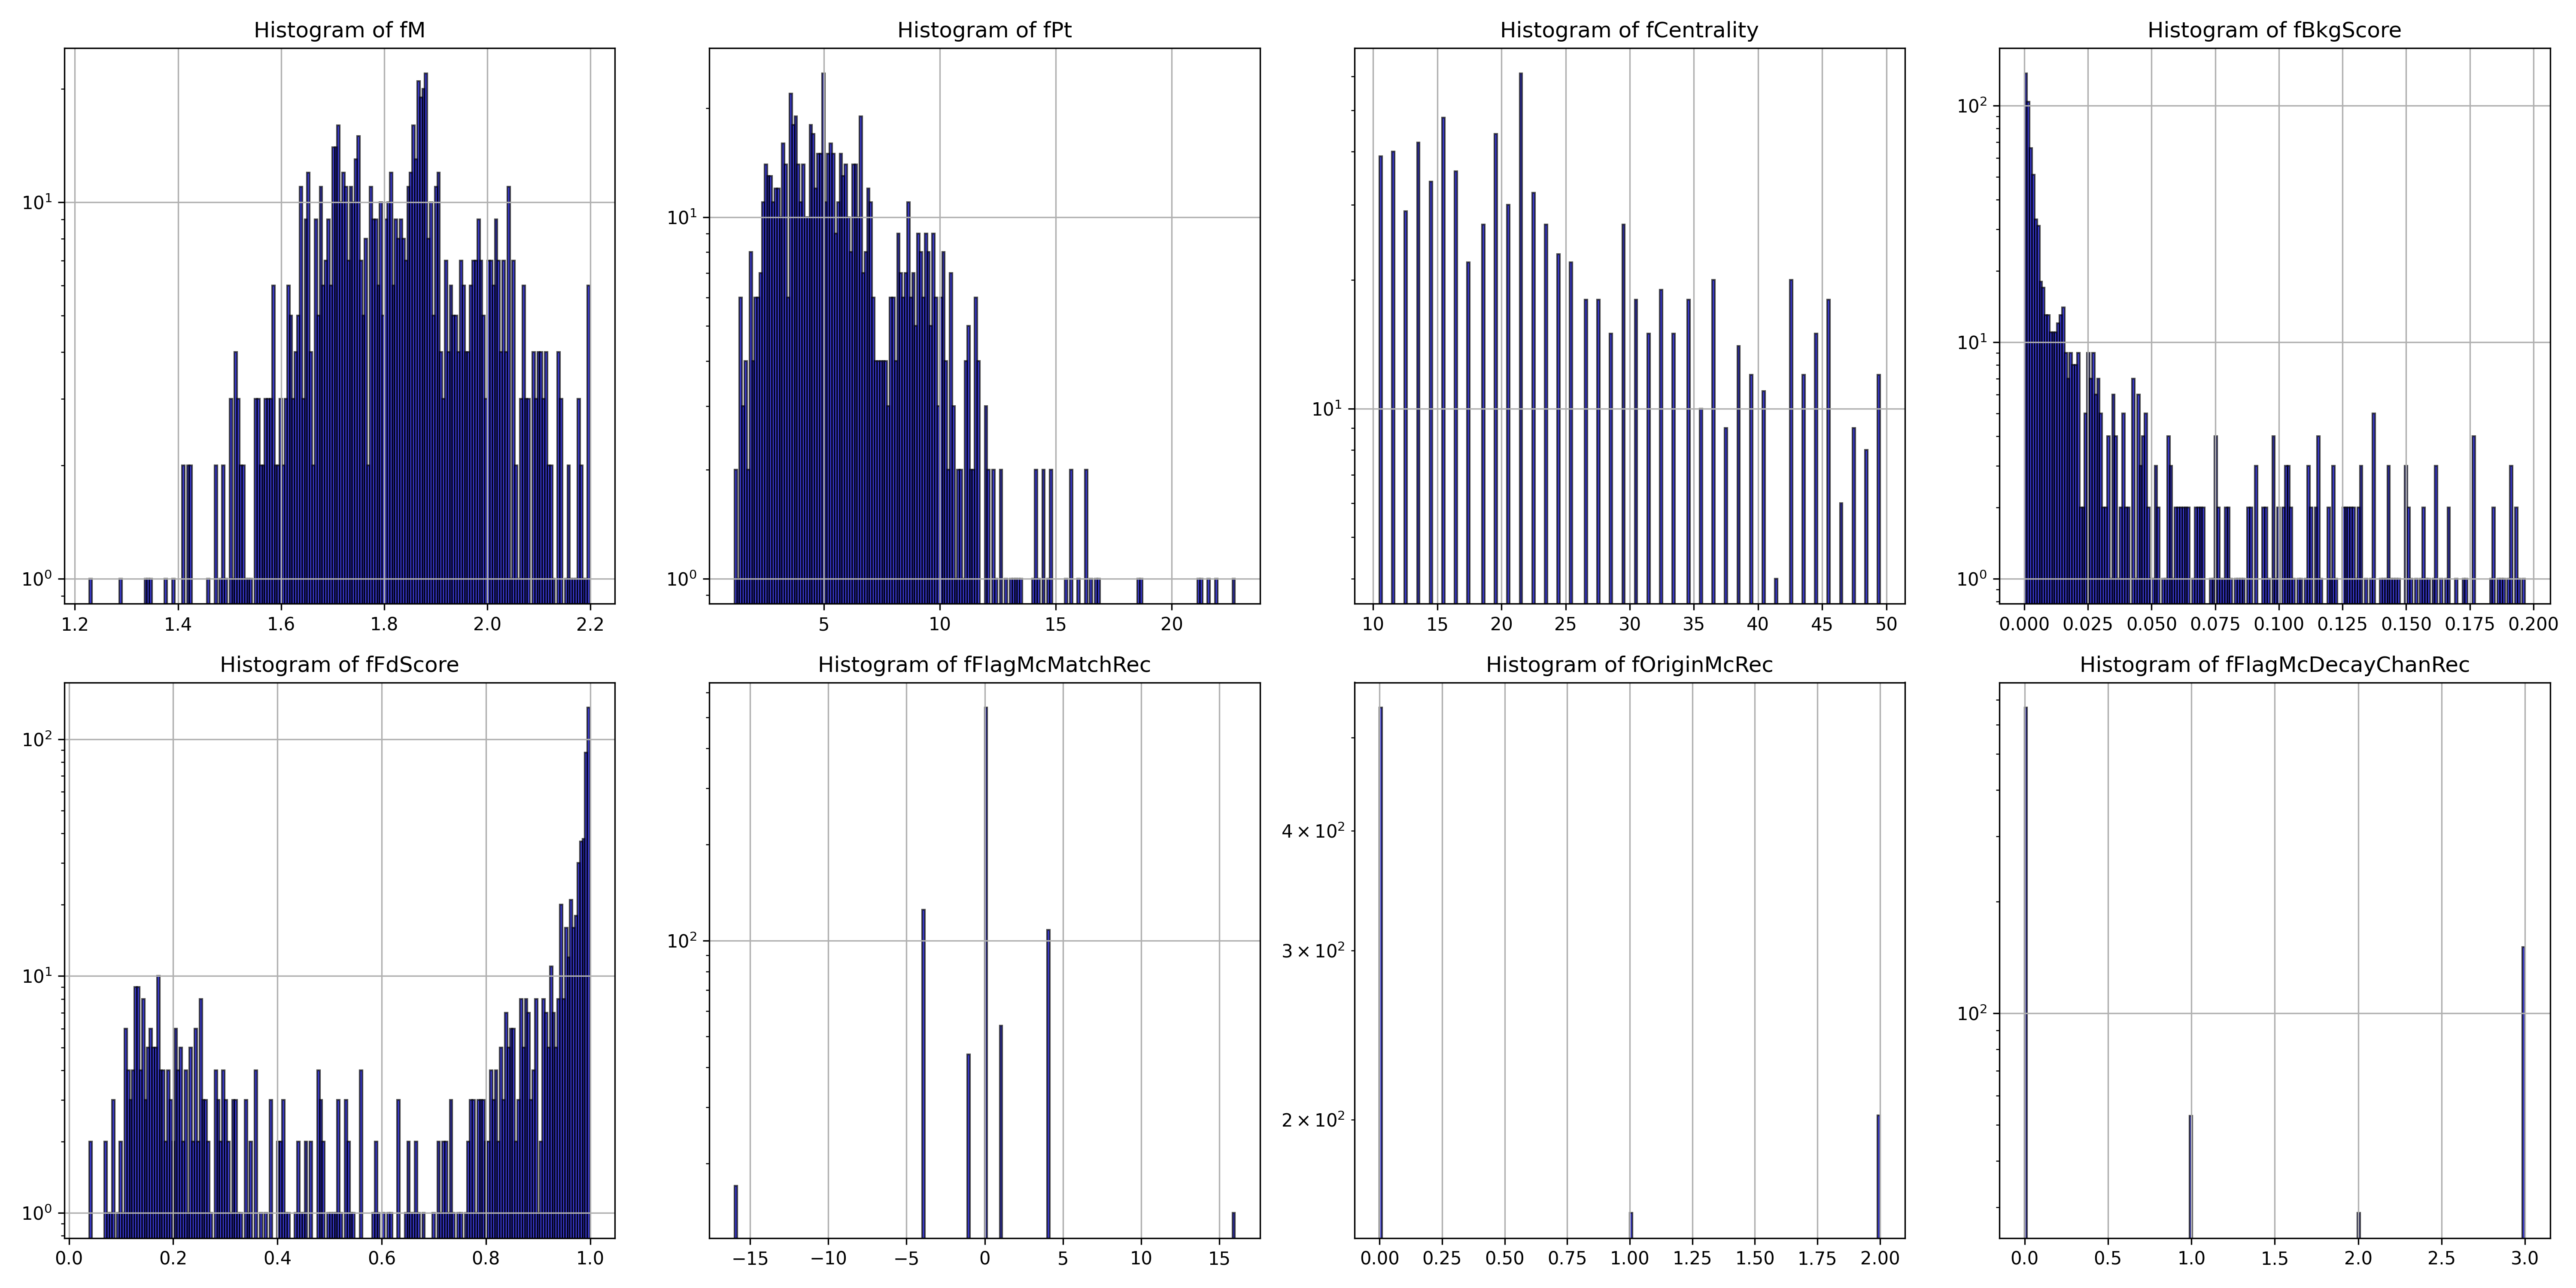 Histogram of fM
10¹
10⁰
1.2 1.4 1.6 1.8 2.0 2.2
Histogram of fPt
10¹
10⁰
5 10 15 20
Histogram of fCentrality
10¹
10 15 20 25 30 35 40 45 50
Histogram of fBkgScore
10²
10¹
10⁰
0.000 0.025 0.050 0.075 0.100 0.125 0.150 0.175 0.200
Histogram of fFdScore
10²
10¹
10⁰
0.0 0.2 0.4 0.6 0.8 1.0
Histogram of fFlagMcMatchRec
10²
−15 −10 −5 0 5 10 15
Histogram of fOriginMcRec
4 × 10²
3 × 10²
2 × 10²
0.00 0.25 0.50 0.75 1.00 1.25 1.50 1.75 2.00
Histogram of fFlagMcDecayChanRec
10²
0.0 0.5 1.0 1.5 2.0 2.5 3.0